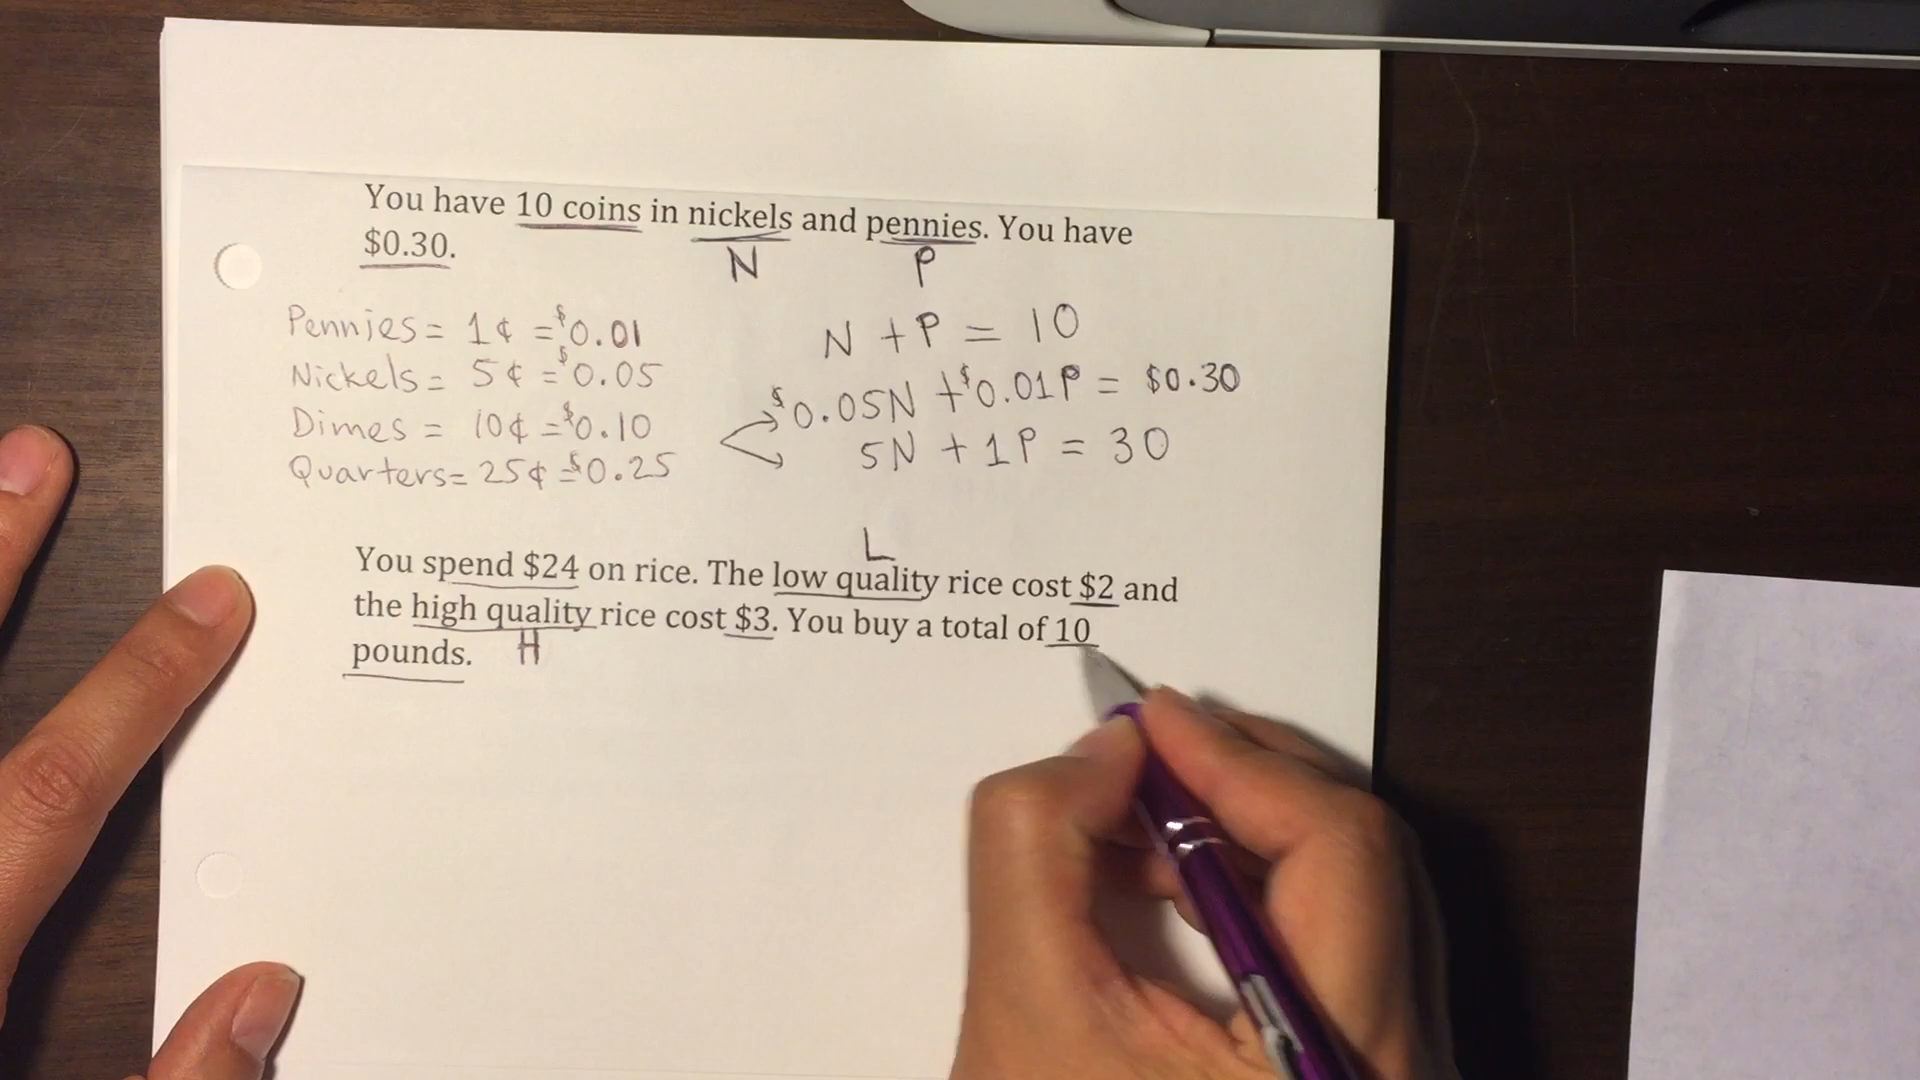 You have 10 coins in nickels and pennies. You have
$0.30.
N P
Pennies = 1¢ = $0.01
Nickels = 5¢ = $0.05
Dimes = 10¢ = $0.10
Quarters = 25¢ = $0.25
N + P = 10
$0.05N + $0.01P = $0.30
5N + 1P = 30
L
You spend $24 on rice. The low quality rice cost $2 and
the high quality rice cost $3. You buy a total of 10
pounds.
H